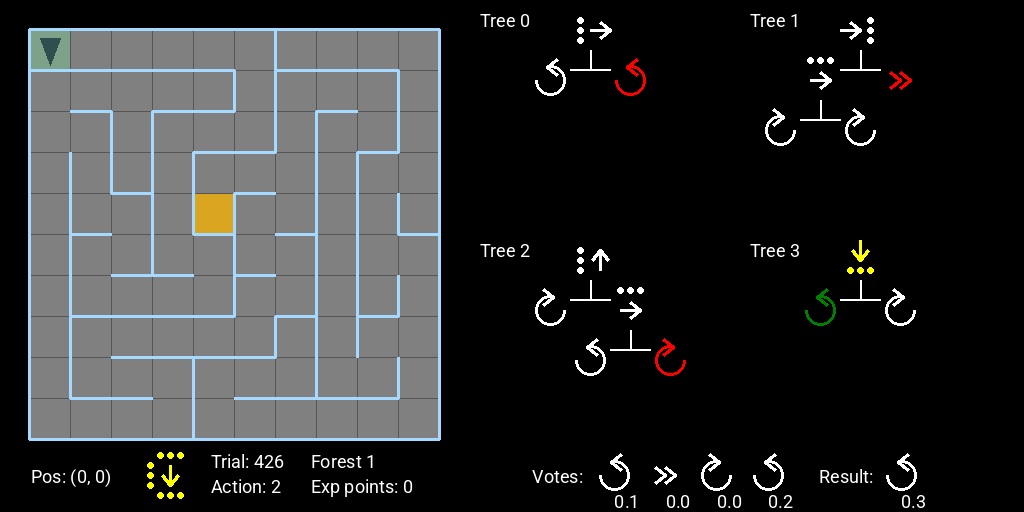 Tree 0
Tree 1
Tree 2
Tree 3
Pos: (0, 0)
Trial: 426
Forest 1
Action: 2
Exp points: 0
Votes:
0.1
0.0
0.0
0.2
Result:
0.3